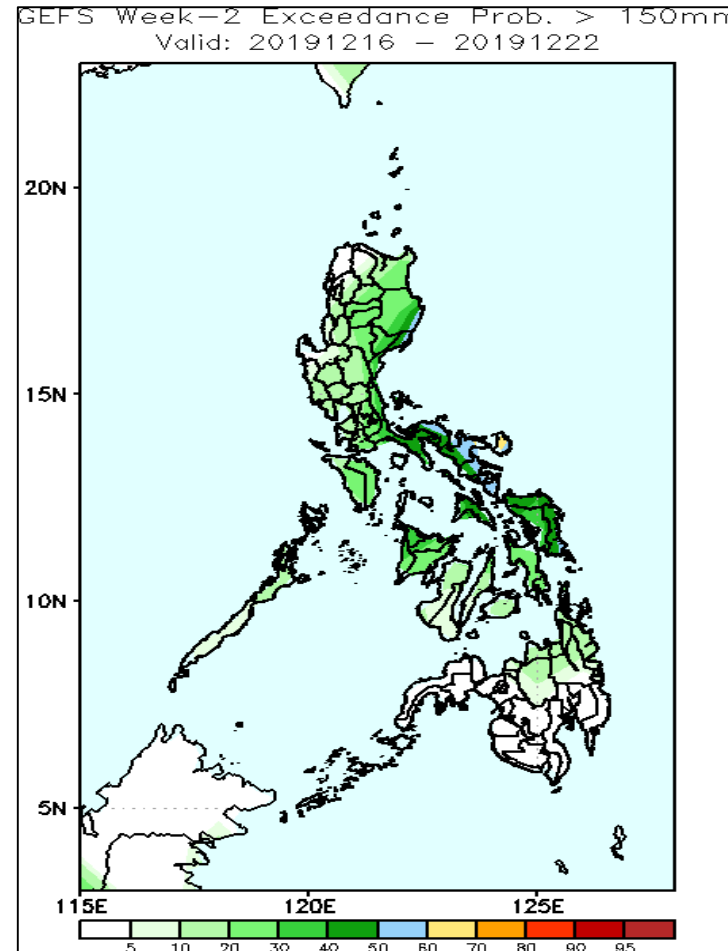 GEFS Week-2 Exceedance Prob. > 150mm
Valid: 20191216 - 20191222
20N
15N
10N
5N
115E 120E 125E
5 10 20 30 40 50 60 70 80 90 95